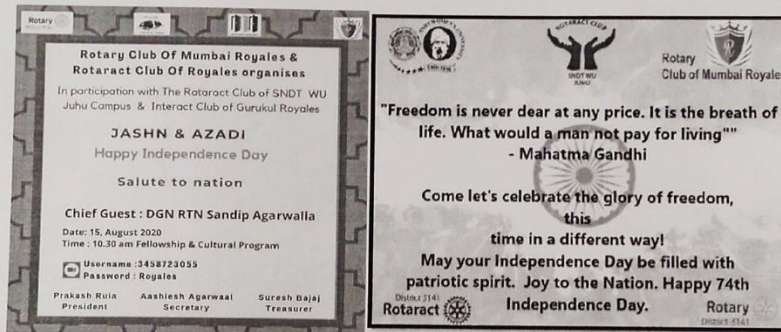 Rotary
Rotary Club Of Mumbai Royales &
Rotaract Club Of Royales organises
In participation with The Rotaract Club of SNDT WU
Juhu Campus & Interact Club of Gurukul Royales
JASHN & AZADI
Happy Independence Day
Salute to nation
Chief Guest : DGN RTN Sandip Agarwalla
Date: 15, August 2020
Time : 10.30 am Fellowship & Cultural Program
Username :3458723055
Password : Royales
Prakash Rula
President
Aashiesh Agarwaal
Secretary
Suresh Bajaj
Treasurer
ROTARACT CLUB
SNDT WU
JUHU
Rotary
Club of Mumbai Royale
"Freedom is never dear at any price. It is the breath of
life. What would a man not pay for living""
- Mahatma Gandhi
Come let's celebrate the glory of freedom,
this
time in a different way!
May your Independence Day be filled with
patriotic spirit. Joy to the Nation. Happy 74th
Independence Day.
District 3141
Rotaract
Rotary
District 3141